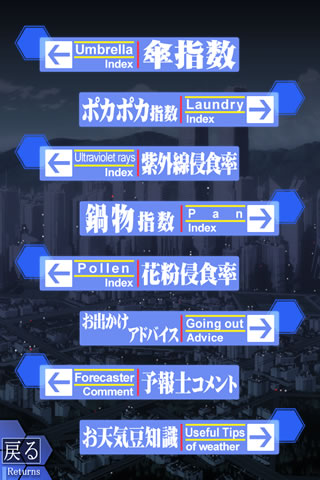 Umbrella
Index
傘指数
ポカポカ指数
Laundry
Index
Ultraviolet rays
Index
紫外線侵食率
鍋物指数
Pan
Index
Pollen
Index
花粉侵食率
お出かけ
アドバイス
Going out
Advice
Forecaster
Comment
予報士コメント
お天気豆知識
Useful Tips
of weather
戻る
Returns